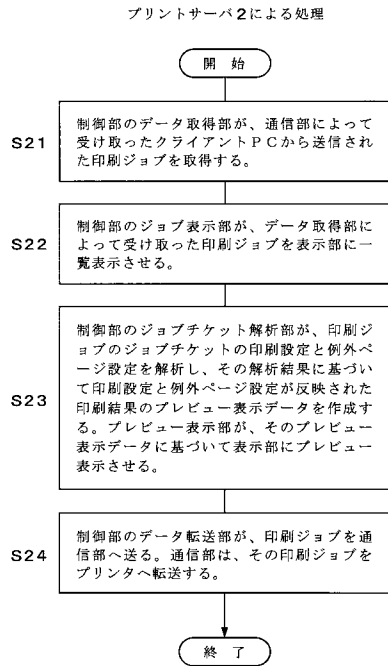 プリントサーバ2による処理
開始
S21
制御部のデータ取得部が、通信部によって
受け取ったクライアントPCから送信され
た印刷ジョブを取得する。
S22
制御部のジョブ表示部が、データ取得部
によって受け取った印刷ジョブを表示部に一
覧表示させる。
S23
制御部のジョブチケット解析部が、印刷ジ
ョブのジョブチケットの印刷設定と例外ペ
ージ設定を解析し、その解析結果に基づい
て印刷設定と例外ページ設定が反映された
印刷結果のプレビュー表示データを作成す
る。プレビュー表示部が、そのプレビュー
表示データに基づいて表示部にプレビュー
表示させる。
S24
制御部のデータ転送部が、印刷ジョブを通
信部へ送る。通信部は、その印刷ジョブを
プリンタへ転送する。
終了